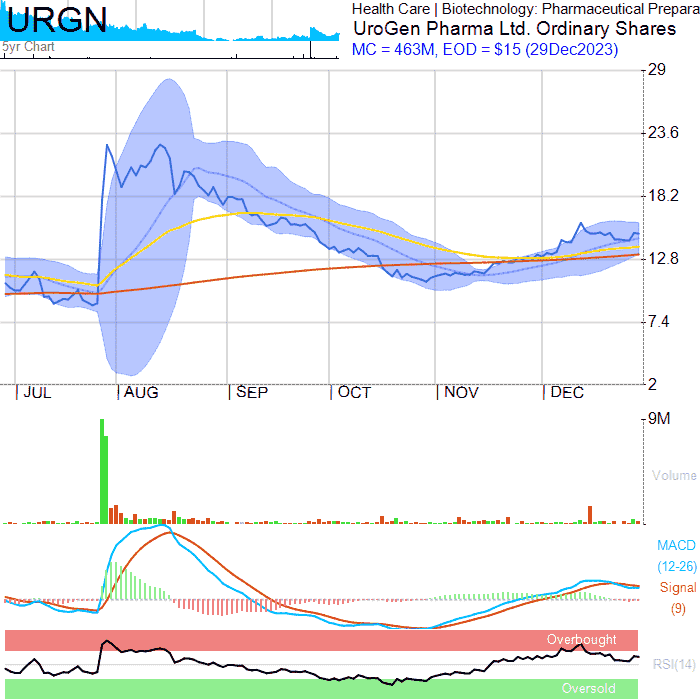 URGN
5yr Chart
Health Care | Biotechnology: Pharmaceutical Prepara
UroGen Pharma Ltd. Ordinary Shares
MC = 463M, EOD = $15 (29Dec2023)
29
23.6
18.2
12.8
7.4
2
JUL AUG SEP OCT NOV DEC
9M
Volume
MACD
(12-26)
Signal
(9)
Overbought
RSI(14)
Oversold